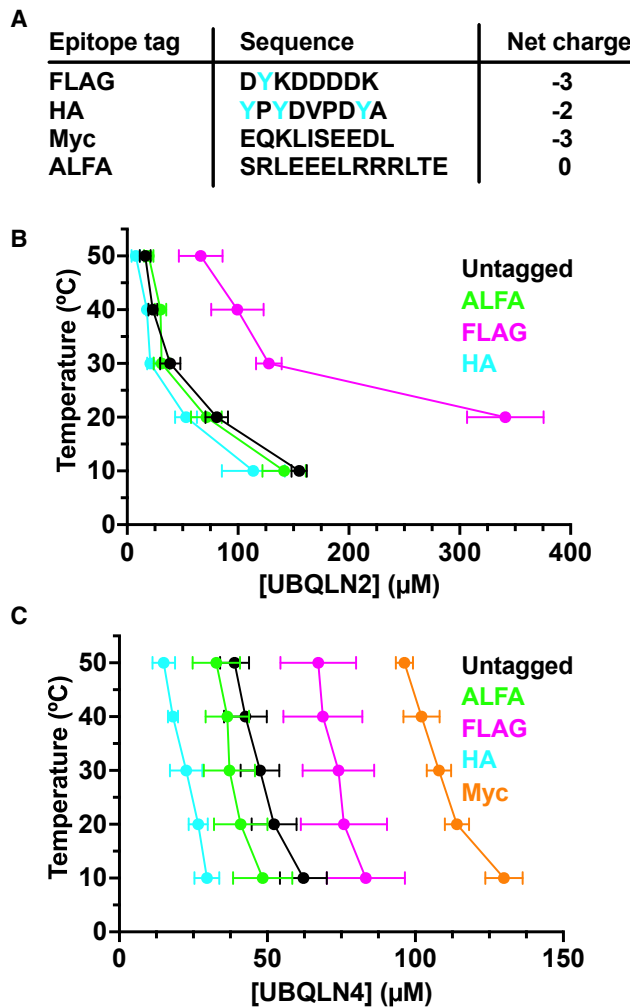 A
Epitope tag Sequence Net charge
FLAG DYKDDDDK -3
HA YPYDVPDYA -2
Myc EQKLISEEDL -3
ALFA SRLEEELRRRLTE 0
B
Temperature (ºC)
50
40
30
20
10
0
Untagged
ALFA
FLAG
HA
0 100 200 300 400
[UBQLN2] (μM)
C
Temperature (ºC)
50
40
30
20
10
0
Untagged
ALFA
FLAG
HA
Myc
0 50 100 150
[UBQLN4] (μM)